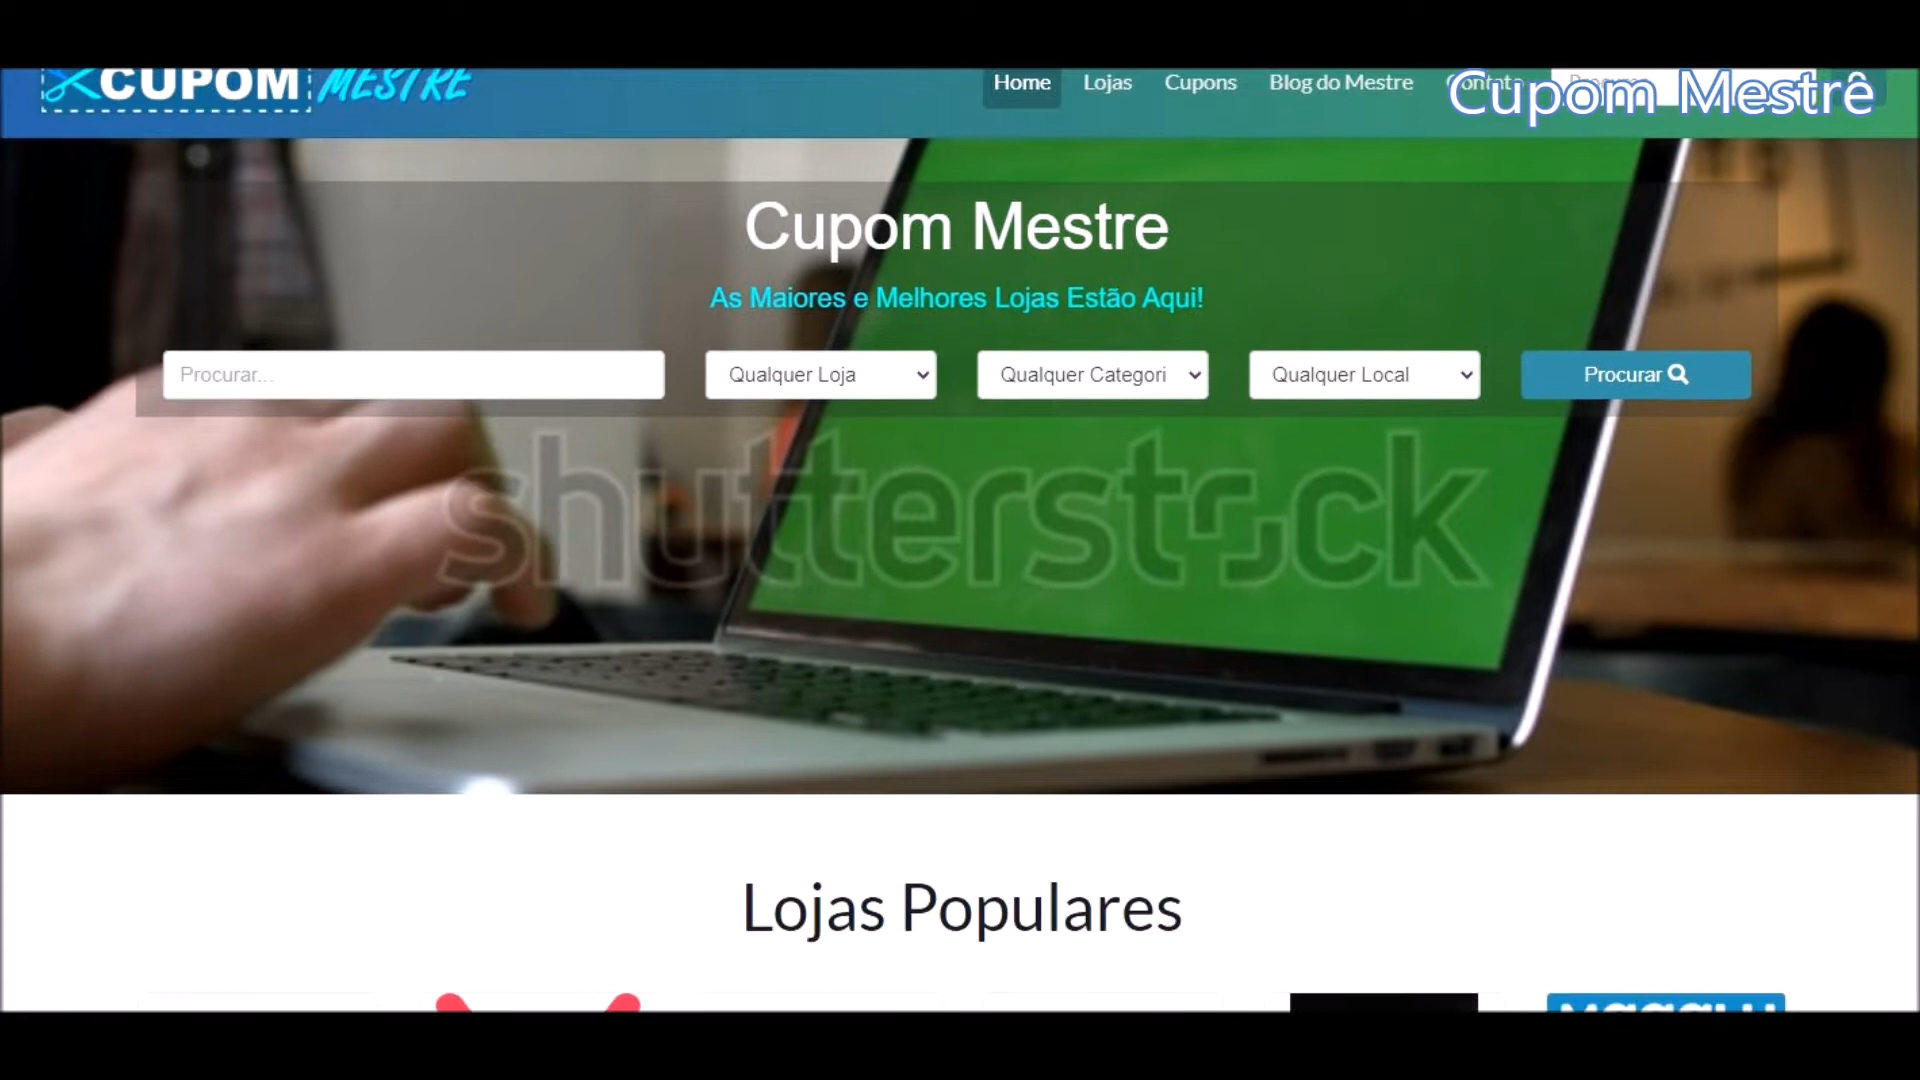 CUPOM MESTRE
Home Lojas Cupons Blog do Mestre Contato
Cupom Mestre
Cupom Mestre
As Maiores e Melhores Lojas Estão Aqui!
Procurar... Qualquer Loja Qualquer Categori Qualquer Local Procurar
shutterstock
Lojas Populares